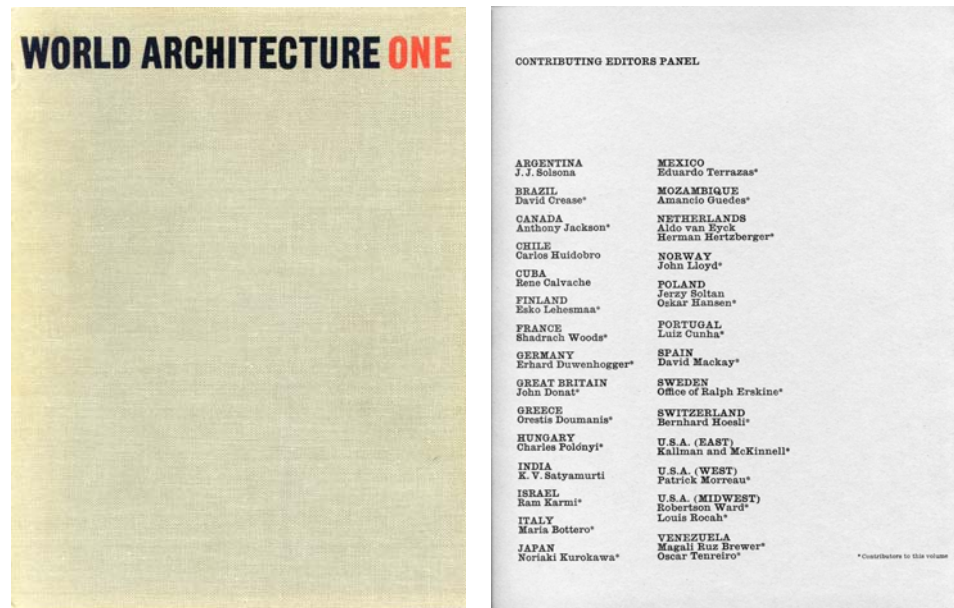 WORLD ARCHITECTURE ONE
CONTRIBUTING EDITORS PANEL
ARGENTINA
J. J. Solsona
BRAZIL
David Crease*
CANADA
Anthony Jackson*
CHILE
Carlos Huidobro
CUBA
Rene Calvache
FINLAND
Esko Lehesmaa*
FRANCE
Shadrach Woods*
GERMANY
Erhard Duwenhogger*
GREAT BRITAIN
John Donat*
GREECE
Orestis Doumanis*
HUNGARY
Charles Polónyi*
INDIA
K. V. Satyamurti
ISRAEL
Ram Karmi*
ITALY
Maria Bottero*
JAPAN
Noriaki Kurokawa*
MEXICO
Eduardo Terrazas*
MOZAMBIQUE
Amancio Guedes*
NETHERLANDS
Aldo van Eyck
Herman Hertzberger*
NORWAY
John Lloyd*
POLAND
Jerzy Soltan
Oskar Hansen*
PORTUGAL
Luiz Cunha*
SPAIN
David Mackay*
SWEDEN
Office of Ralph Erskine*
SWITZERLAND
Bernhard Hoesli*
U.S.A. (EAST)
Kallman and McKinnell*
U.S.A. (WEST)
Patrick Morreau*
U.S.A. (MIDWEST)
Robertson Ward*
Louis Rocah*
VENEZUELA
Magali Ruz Brewer*
Oscar Tenreiro*
*Contributors to this volume